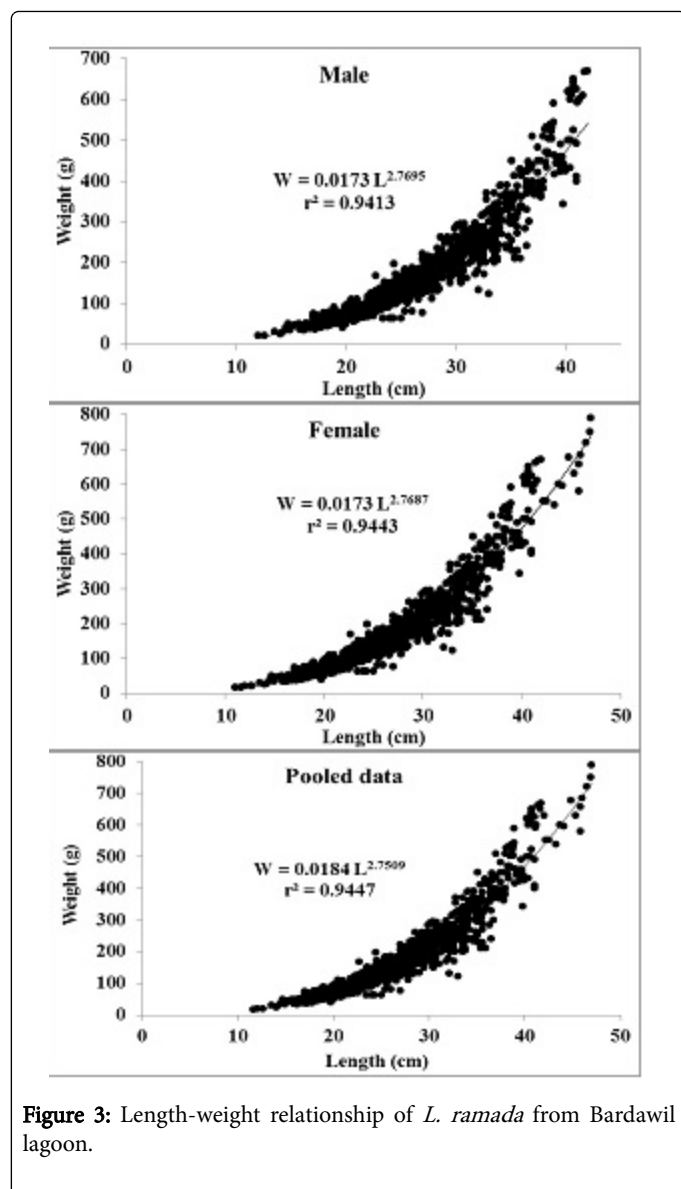 Male
W = 0.0173 L^2.7695
r² = 0.9413
Weight (g)
700
600
500
400
300
200
100
0
0 10 20 30 40
Length (cm)
Female
W = 0.0173 L^2.7687
r² = 0.9443
Weight (g)
800
700
600
500
400
300
200
100
0
0 10 20 30 40 50
Length (cm)
Pooled data
W = 0.0184 L^2.7509
r² = 0.9447
Weight (g)
800
700
600
500
400
300
200
100
0
0 10 20 30 40 50
Length (cm)
Figure 3: Length-weight relationship of L. ramada from Bardawil
lagoon.